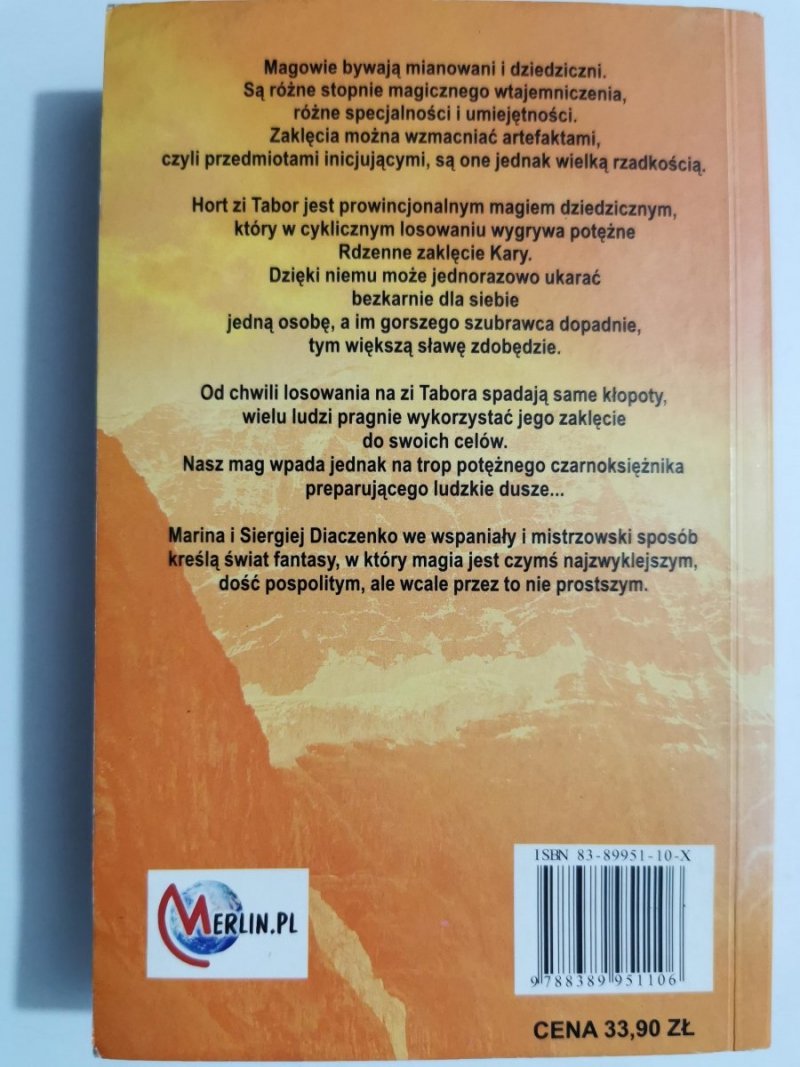 Magowie bywają mianowani i dziedziczni.
Są różne stopnie magicznego wtajemniczenia,
różne specjalności i umiejętności.
Zaklęcia można wzmacniać artefaktami,
czyli przedmiotami inicjującymi, są one jednak wielką rzadkością.
Hort zi Tabor jest prowincjonalnym magiem dziedzicznym,
który w cyklicznym losowaniu wygrywa potężne
Rdzenne zaklęcie Kary.
Dzięki niemu może jednorazowo ukarać
bezkarnie dla siebie
jedną osobę, a im gorszego szubrawca dopadnie,
tym większą sławę zdobędzie.
Od chwili losowania na zi Tabora spadają same kłopoty,
wielu ludzi pragnie wykorzystać jego zaklęcie
do swoich celów.
Nasz mag wpada jednak na trop potężnego czarnoksiężnika
preparującego ludzkie dusze...
Marina i Siergiej Diaczenko we wspaniały i mistrzowski sposób
kreślą świat fantasy, w który magia jest czymś najzwyklejszym,
dość pospolitym, ale wcale przez to nie prostszym.
MERLIN.PL
ISBN 83-89951-10-X
9 788389 951106
CENA 33,90 ZŁ